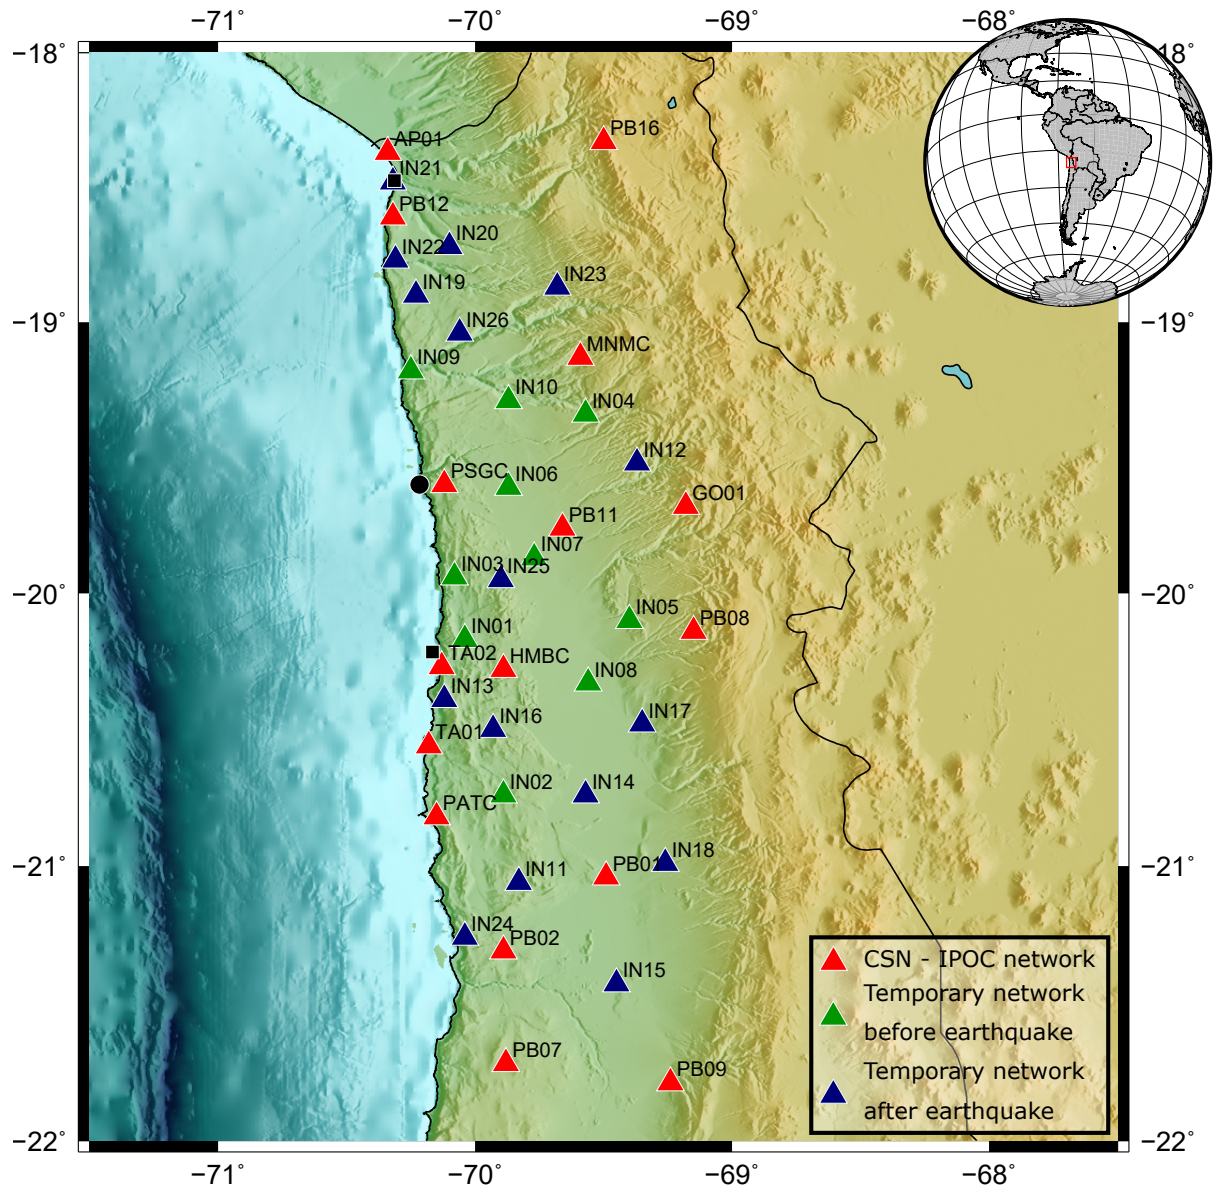 −71˚
−70˚
−69˚
−68˚
−18˚
18˚
AP01
PB16
IN21
PB12
IN22
IN20
IN19
IN23
−19˚
−19˚
IN26
MNMC
IN09
IN10
IN04
IN12
PSGC
IN06
GO01
PB11
IN07
IN03
IN25
−20˚
−20˚
IN05
PB08
IN01
TA02
HMBC
IN08
IN13
IN16
IN17
TA01
IN02
IN14
PATC
−21˚
−21˚
IN11
PB01
IN18
IN24
PB02
IN15
CSN - IPOC network
Temporary network
before earthquake
Temporary network
after earthquake
PB07
PB09
−22˚
−22˚
−71˚
−70˚
−69˚
−68˚